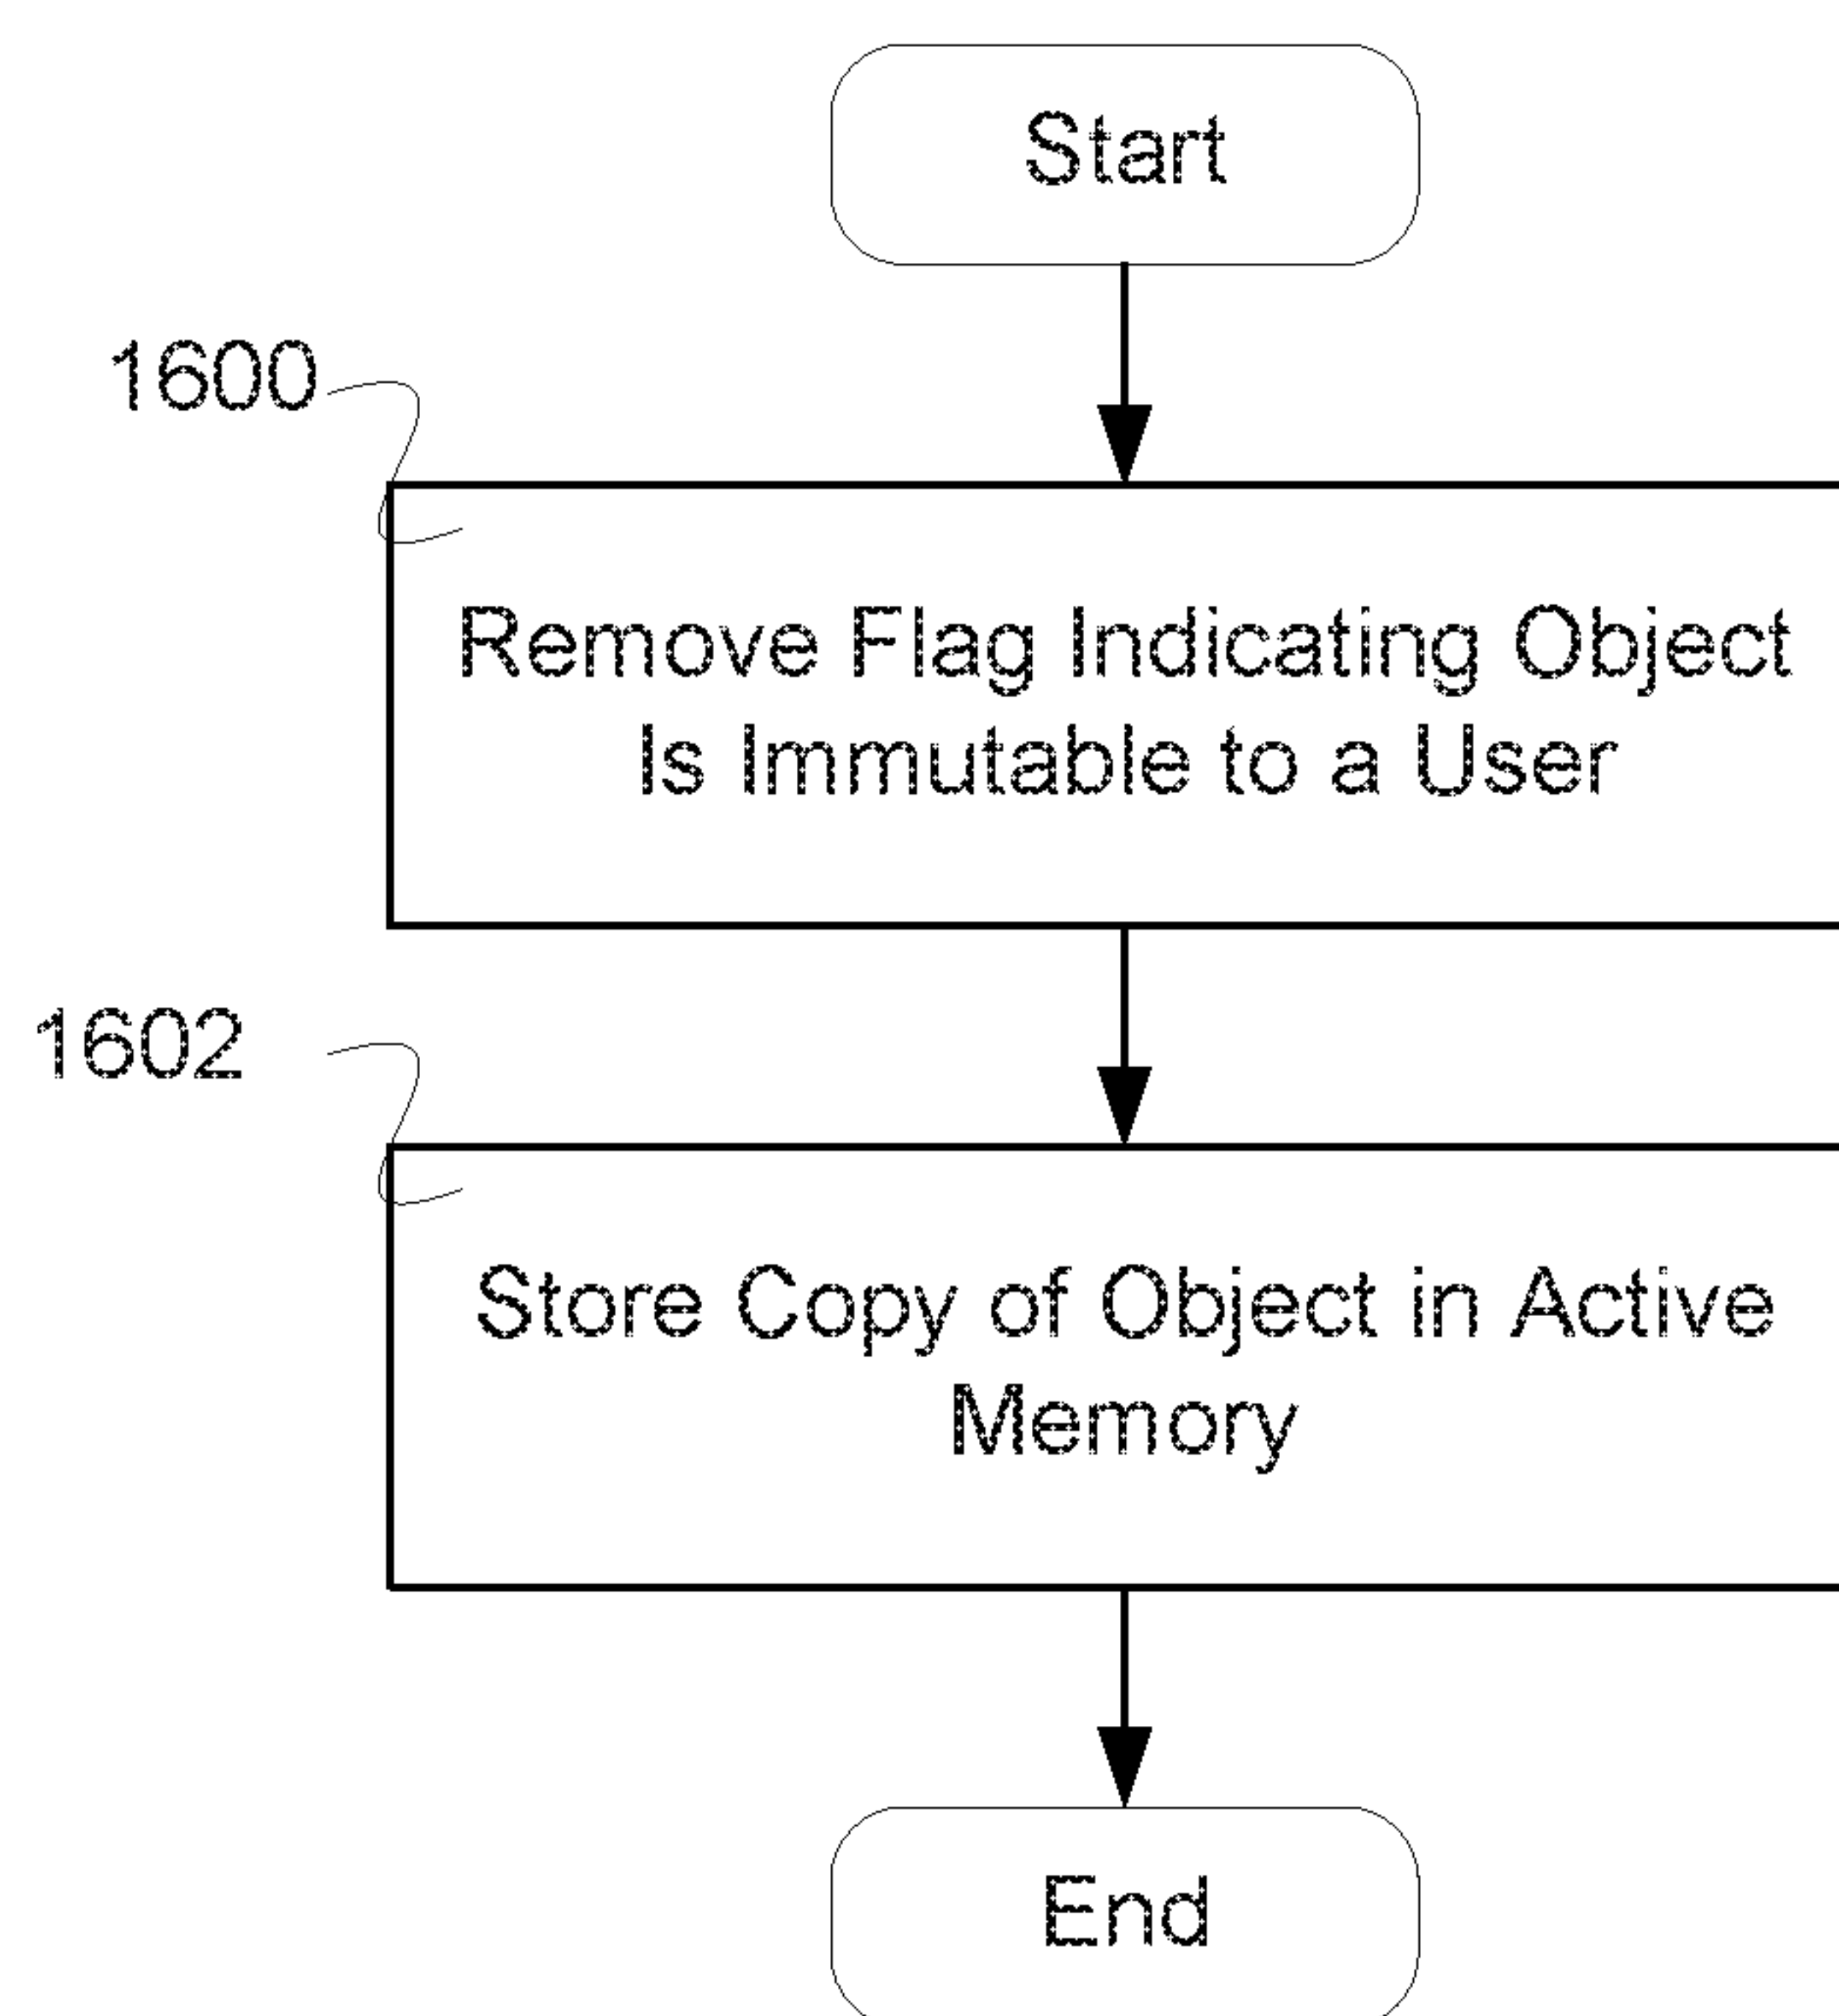 Start
1600
Remove Flag Indicating Object
Is Immutable to a User
1602
Store Copy of Object in Active
Memory
End